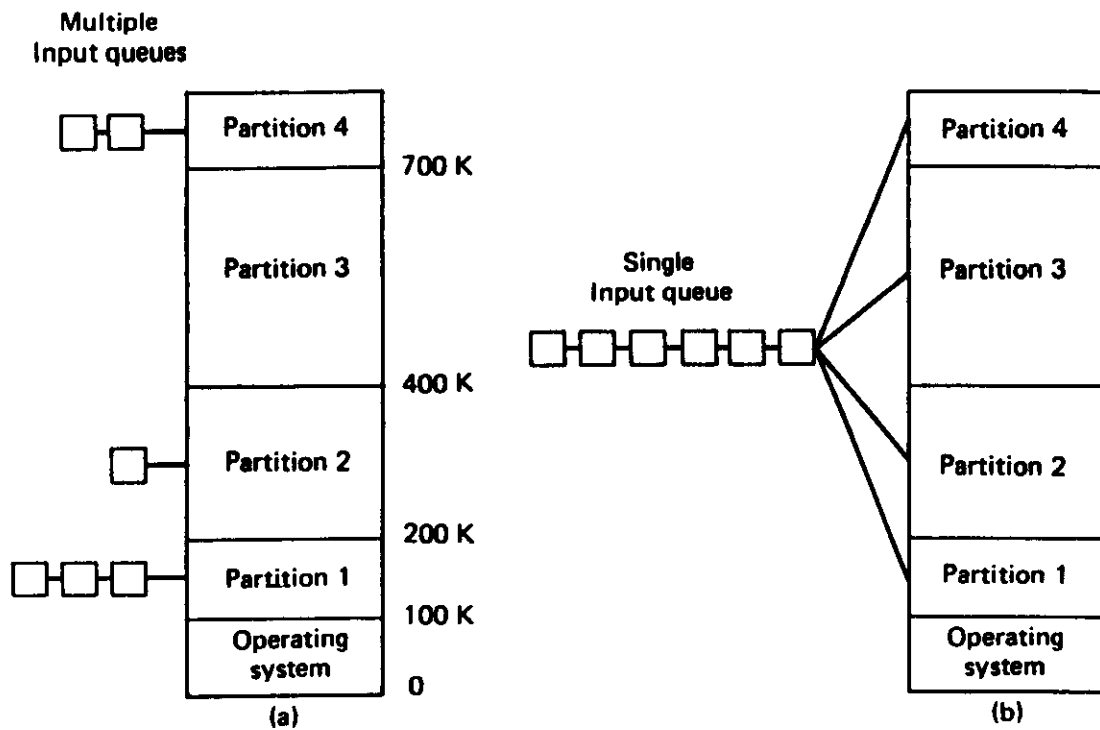 Multiple
Input queues
Partition 4
700 K
Partition 3
400 K
Partition 2
200 K
Partition 1
100 K
Operating
system
0
(a)
Single
Input queue
Partition 4
Partition 3
Partition 2
Partition 1
Operating
system
(b)